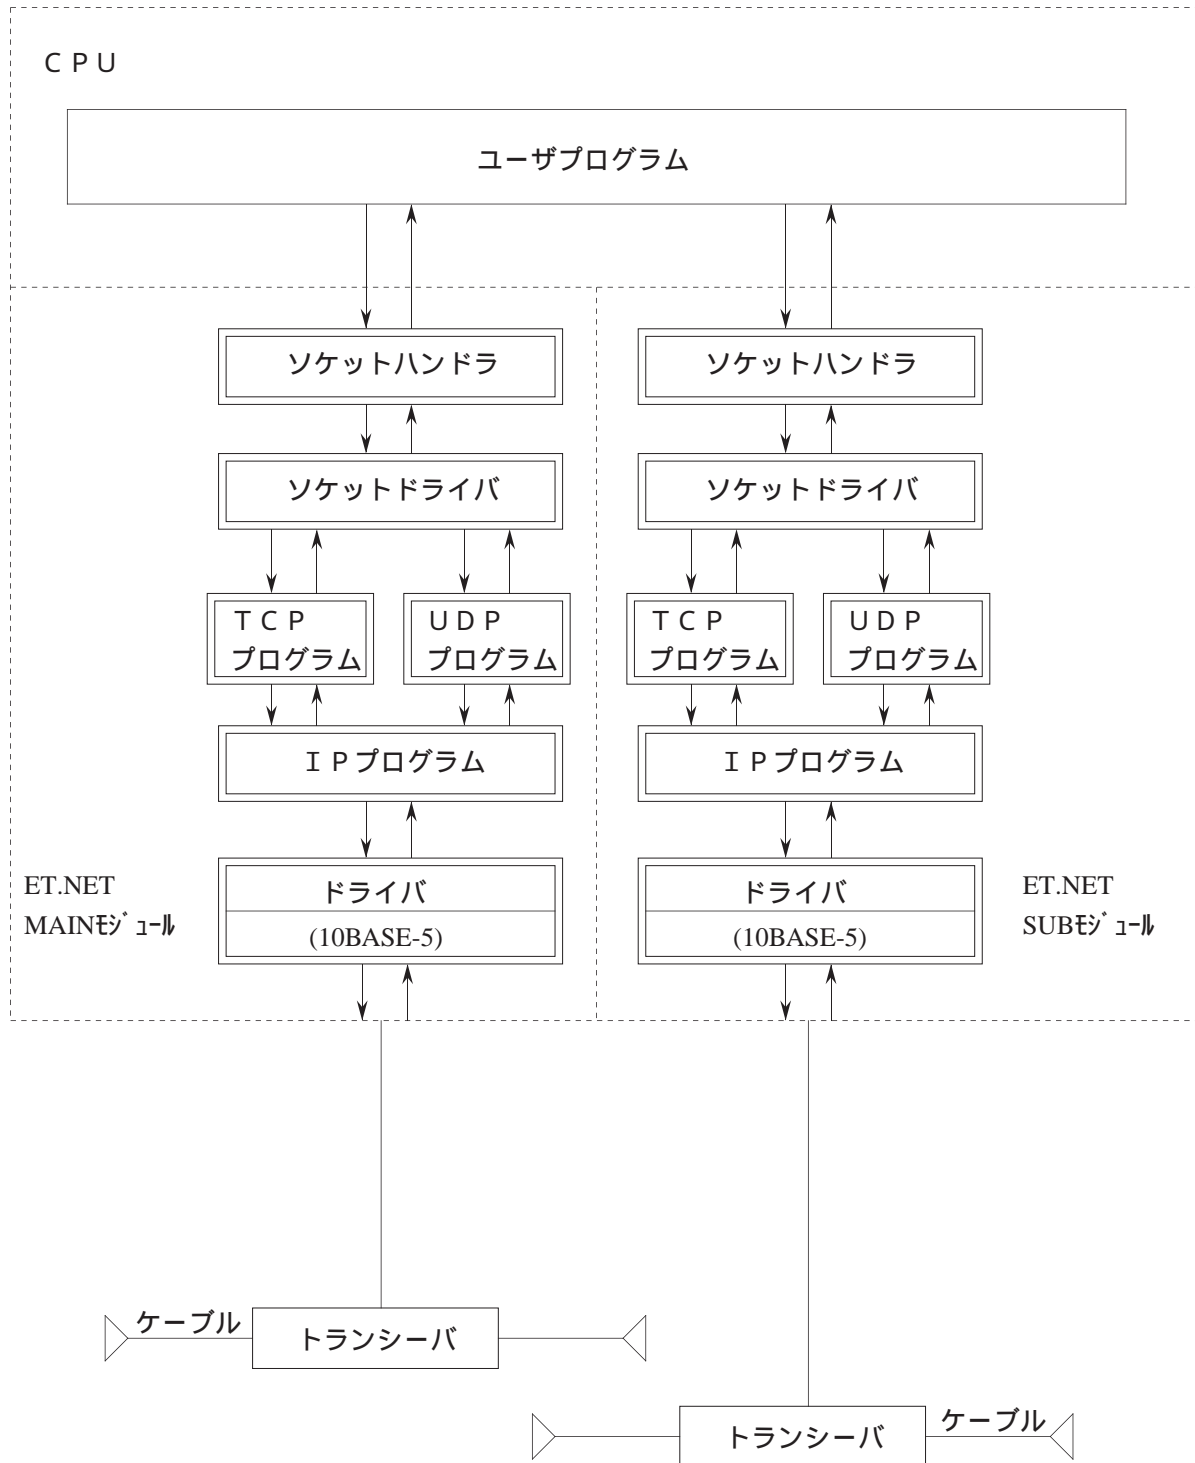 ＣＰＵ
ユーザプログラム
ソケットハンドラ
ソケットハンドラ
ソケットドライバ
ソケットドライバ
ＴＣＰ
プログラム
ＵＤＰ
プログラム
ＴＣＰ
プログラム
ＵＤＰ
プログラム
ＩＰプログラム
ＩＰプログラム
ET.NET
MAINﾓｼﾞｭｰﾙ
ドライバ
(10BASE-5)
ドライバ
(10BASE-5)
ET.NET
SUBﾓｼﾞｭｰﾙ
ケーブル
トランシーバ
トランシーバ
ケーブル